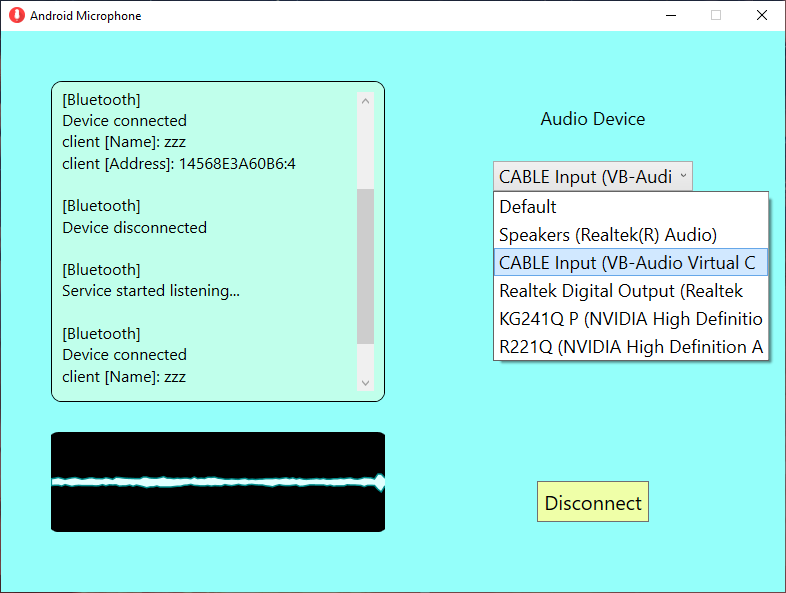 Android Microphone
[Bluetooth]
Device connected
client [Name]: zzz
client [Address]: 14568E3A60B6:4
[Bluetooth]
Device disconnected
[Bluetooth]
Service started listening...
[Bluetooth]
Device connected
client [Name]: zzz
Audio Device
CABLE Input (VB-Audi
Default
Speakers (Realtek(R) Audio)
CABLE Input (VB-Audio Virtual C
Realtek Digital Output (Realtek
KG241Q P (NVIDIA High Definitio
R221Q (NVIDIA High Definition A
Disconnect